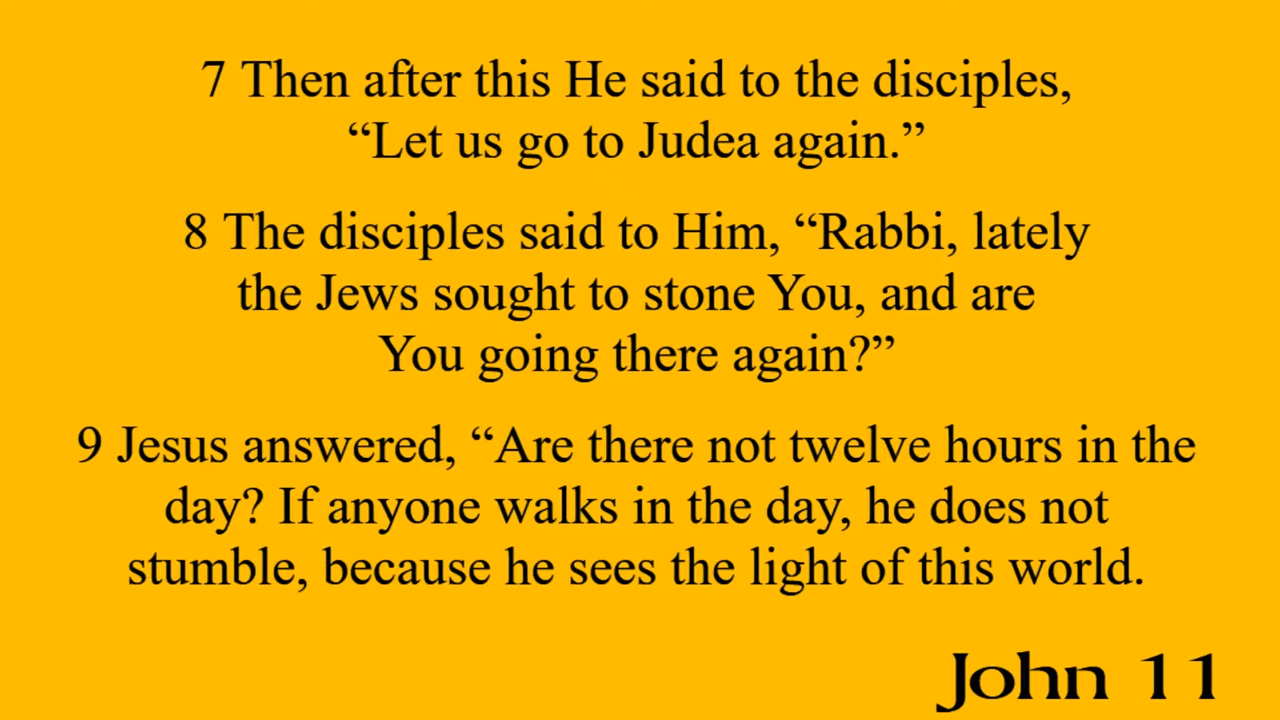 7 Then after this He said to the disciples,
“Let us go to Judea again.”
8 The disciples said to Him, “Rabbi, lately
the Jews sought to stone You, and are
You going there again?”
9 Jesus answered, “Are there not twelve hours in the
day? If anyone walks in the day, he does not
stumble, because he sees the light of this world.
John 11